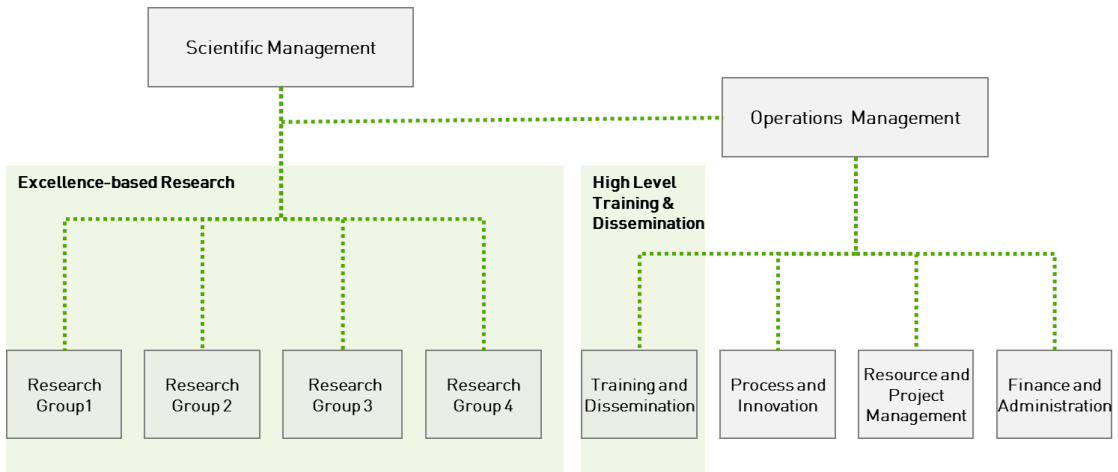 Scientific Management
Operations Management
Excellence-based Research
High Level
Training &
Dissemination
Research
Group1
Research
Group 2
Research
Group 3
Research
Group 4
Training and
Dissemination
Process and
Innovation
Resource and
Project
Management
Finance and
Administration